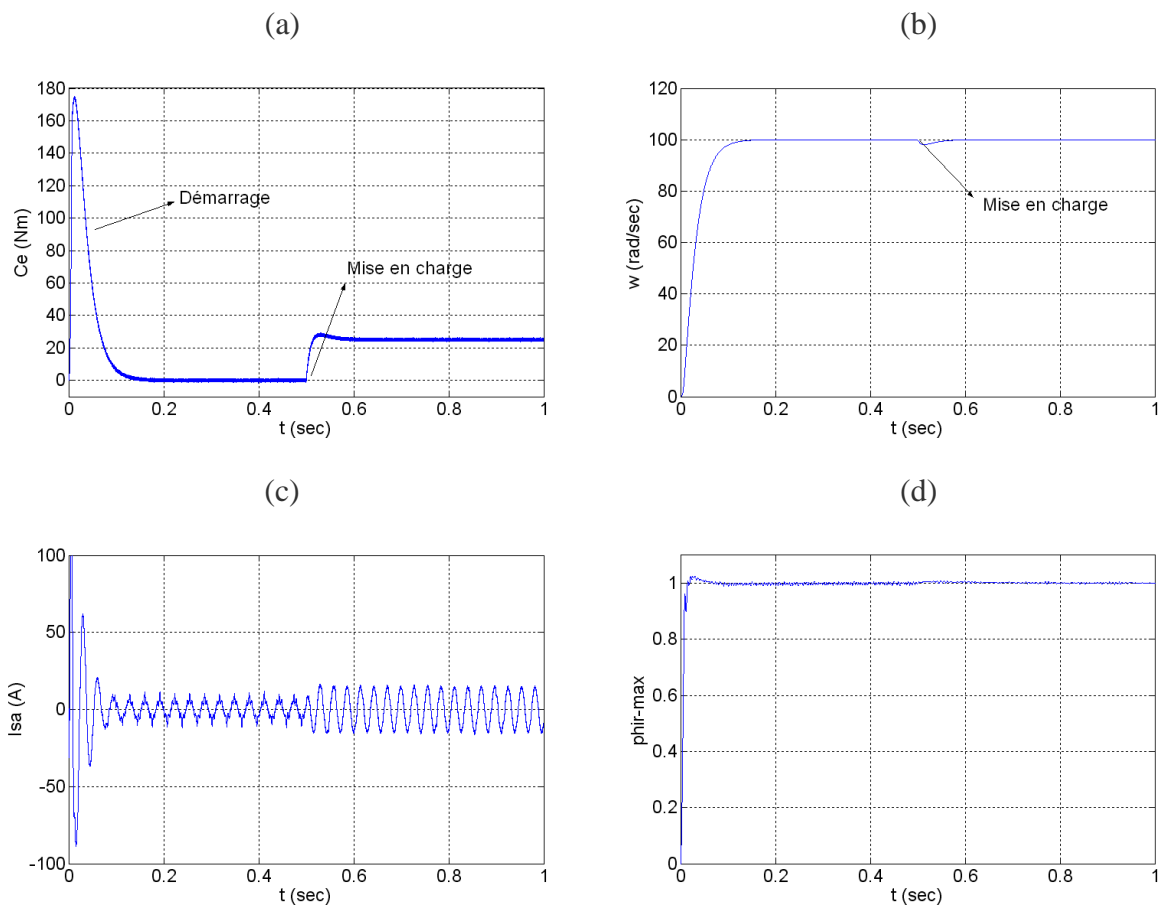 (a)
180
160
140
120
100
80
60
40
20
0
Ce (Nm)
Démarrage
Mise en charge
0 0.2 0.4 0.6 0.8 1
t (sec)
(b)
120
100
80
60
40
20
0
w (rad/sec)
Mise en charge
0 0.2 0.4 0.6 0.8 1
t (sec)
(c)
100
50
0
-50
-100
Isa (A)
0 0.2 0.4 0.6 0.8 1
t (sec)
(d)
1
0.8
0.6
0.4
0.2
0
phir-max
0 0.2 0.4 0.6 0.8 1
t (sec)